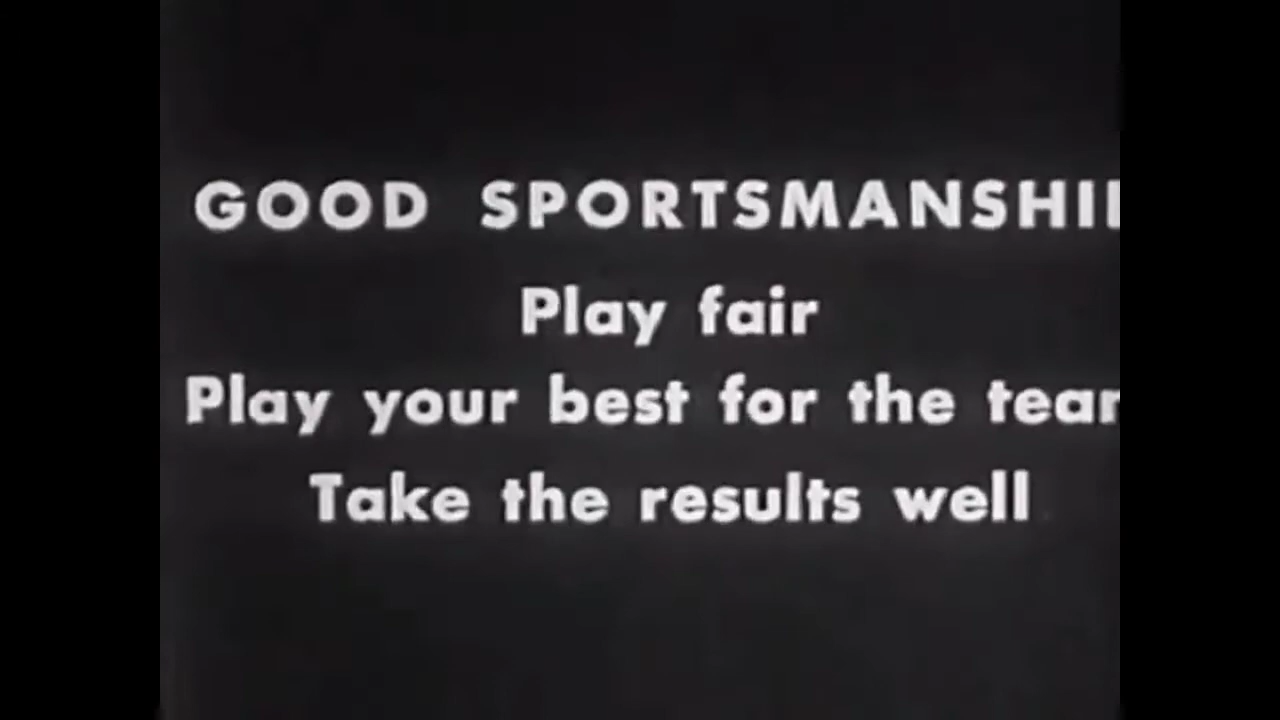 GOOD SPORTSMANSHI
Play fair
Play your best for the tea
Take the results well